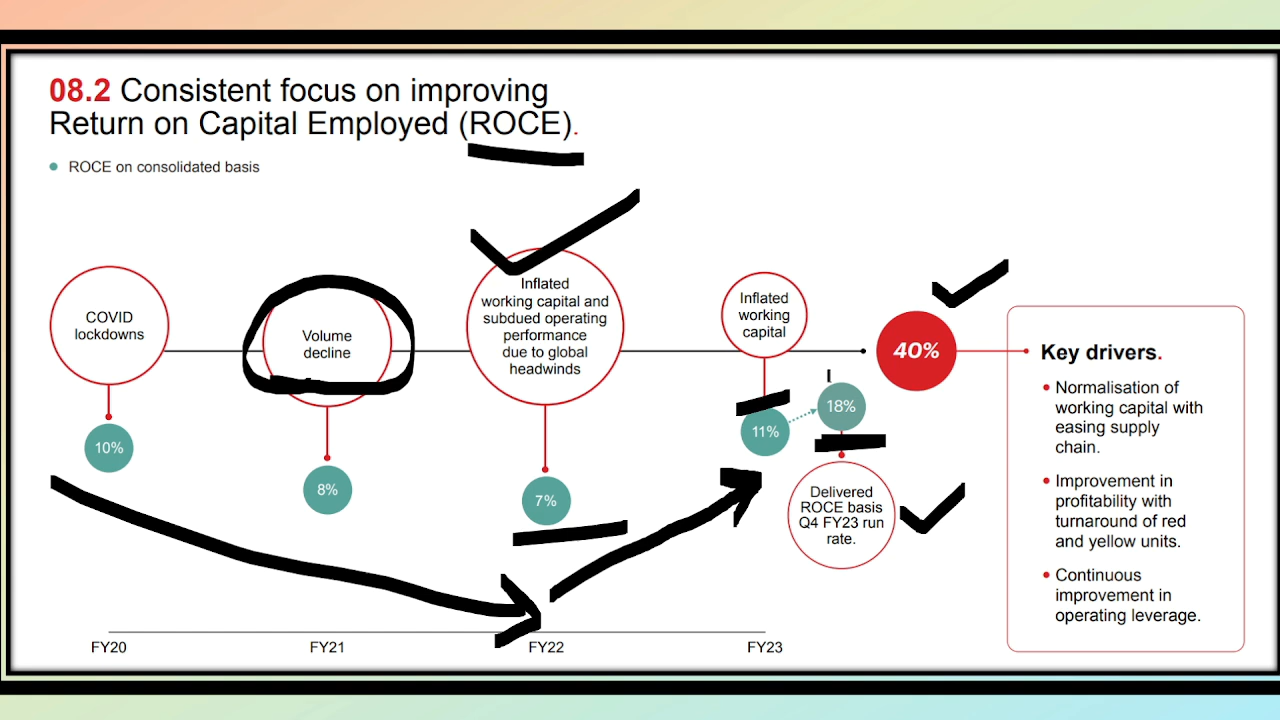 08.2 Consistent focus on improving
Return on Capital Employed (ROCE).
ROCE on consolidated basis
COVID
lockdowns
10%
Volume
decline
8%
Inflated
working capital and
subdued operating
performance
due to global
headwinds
7%
Inflated
working
capital
11%
18%
Delivered
ROCE basis
Q4 FY23 run
rate.
40%
Key drivers.
Normalisation of
working capital with
easing supply
chain.
Improvement in
profitability with
turnaround of red
and yellow units.
Continuous
improvement in
operating leverage.
FY20
FY21
FY22
FY23